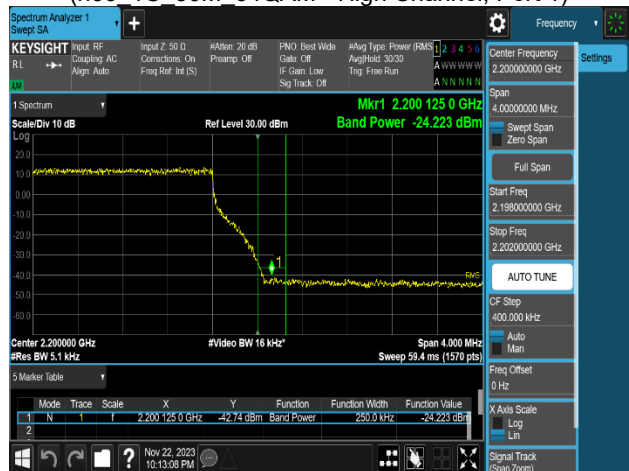 Spectrum Analyzer 1
Swept SA
+
Frequency
KEYSIGHT
RL
LXI
Input: RF
Coupling: AC
Align: Auto
Input Z: 50 Ω
Corrections: On
Freq Ref: Int (S)
#Atten: 20 dB
Preamp: Off
PNO: Best Wide
Gate: Off
IF Gain: Low
Sig Track: Off
#Avg Type: Power (RMS
Avg|Hold: 30/30
Trig: Free Run
1 2 3 4 5 6
A W W W W W
A N N N N N
Center Frequency
2.200000000 GHz
Settings
Span
4.00000000 MHz
Swept Span
Zero Span
Full Span
Start Freq
2.198000000 GHz
Stop Freq
2.202000000 GHz
AUTO TUNE
CF Step
400.000 kHz
Auto
Man
Freq Offset
0 Hz
X Axis Scale
Log
Lin
Signal Track
(Span Zoom)
1 Spectrum
Mkr1 2.200 125 0 GHz
Scale/Div 10 dB
Ref Level 30.00 dBm
Band Power -24.223 dBm
Log
20.0
10.0
0.00
-10.0
-20.0
-30.0
-40.0
-50.0
-60.0
1
RMS
Center 2.200000 GHz
#Video BW 16 kHz*
Span 4.000 MHz
#Res BW 5.1 kHz
Sweep 59.4 ms (1570 pts)
5 Marker Table
Mode Trace Scale X Y Function Function Width Function Value
1 N 1 f 2.200 125 0 GHz -42.74 dBm Band Power 250.0 kHz -24.223 dBm
2
?
Nov 22, 2023
10:13:08 PM